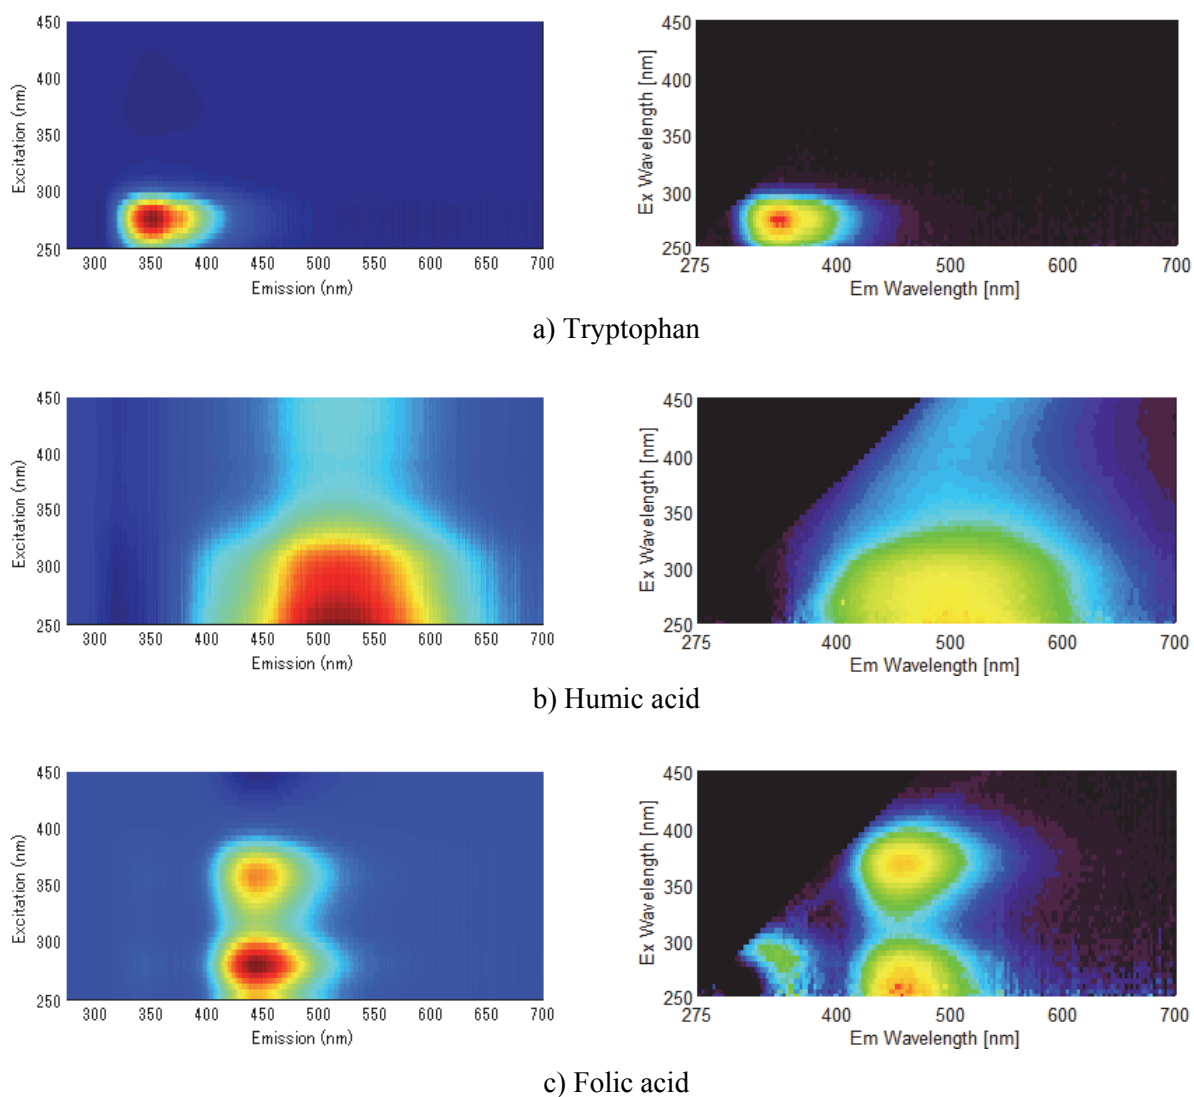 450
400
350
300
250
Excitation (nm)
300 350 400 450 500 550 600 650 700
Emission (nm)
450
400
350
300
250
Ex Wavelength [nm]
275 400 500 600 700
Em Wavelength [nm]
a) Tryptophan
450
400
350
300
250
Excitation (nm)
300 350 400 450 500 550 600 650 700
Emission (nm)
450
400
350
300
250
Ex Wavelength [nm]
275 400 500 600 700
Em Wavelength [nm]
b) Humic acid
450
400
350
300
250
Excitation (nm)
300 350 400 450 500 550 600 650 700
Emission (nm)
450
400
350
300
250
Ex Wavelength [nm]
275 400 500 600 700
Em Wavelength [nm]
c) Folic acid